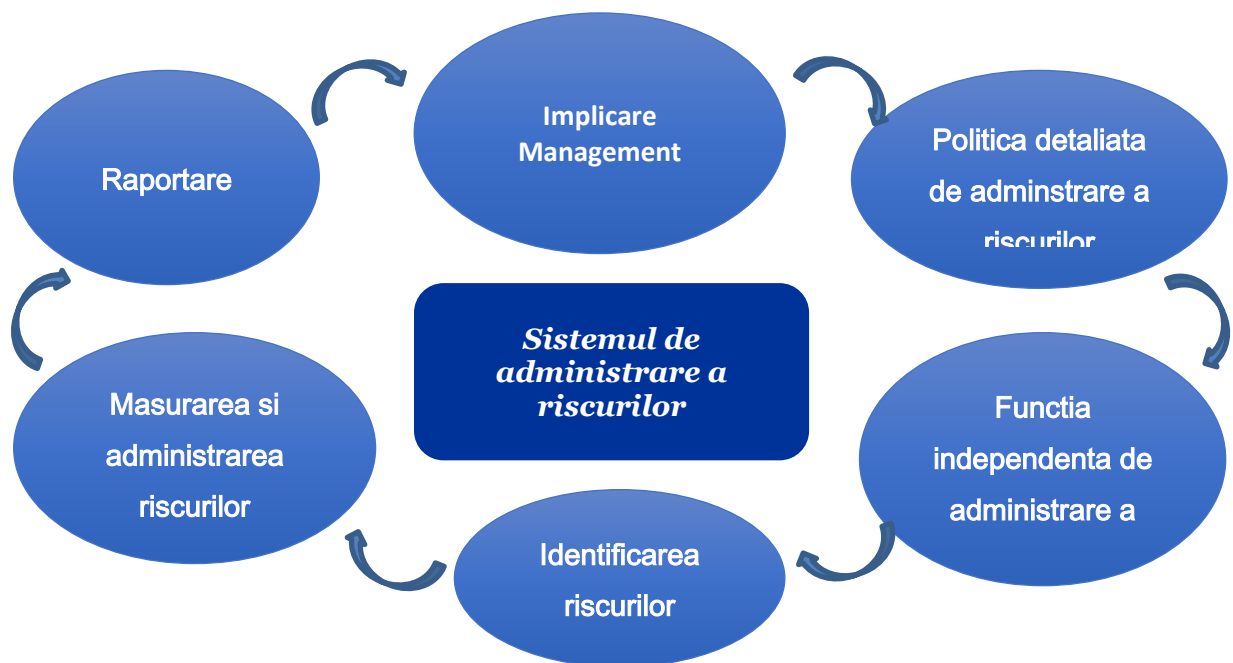 Implicare
Management
Politica detaliata
de adminstrare a
riscurilor
Functia
independenta de
administrare a
Identificarea
riscurilor
Masurarea si
administrarea
riscurilor
Raportare
Sistemul de
administrare a
riscurilor